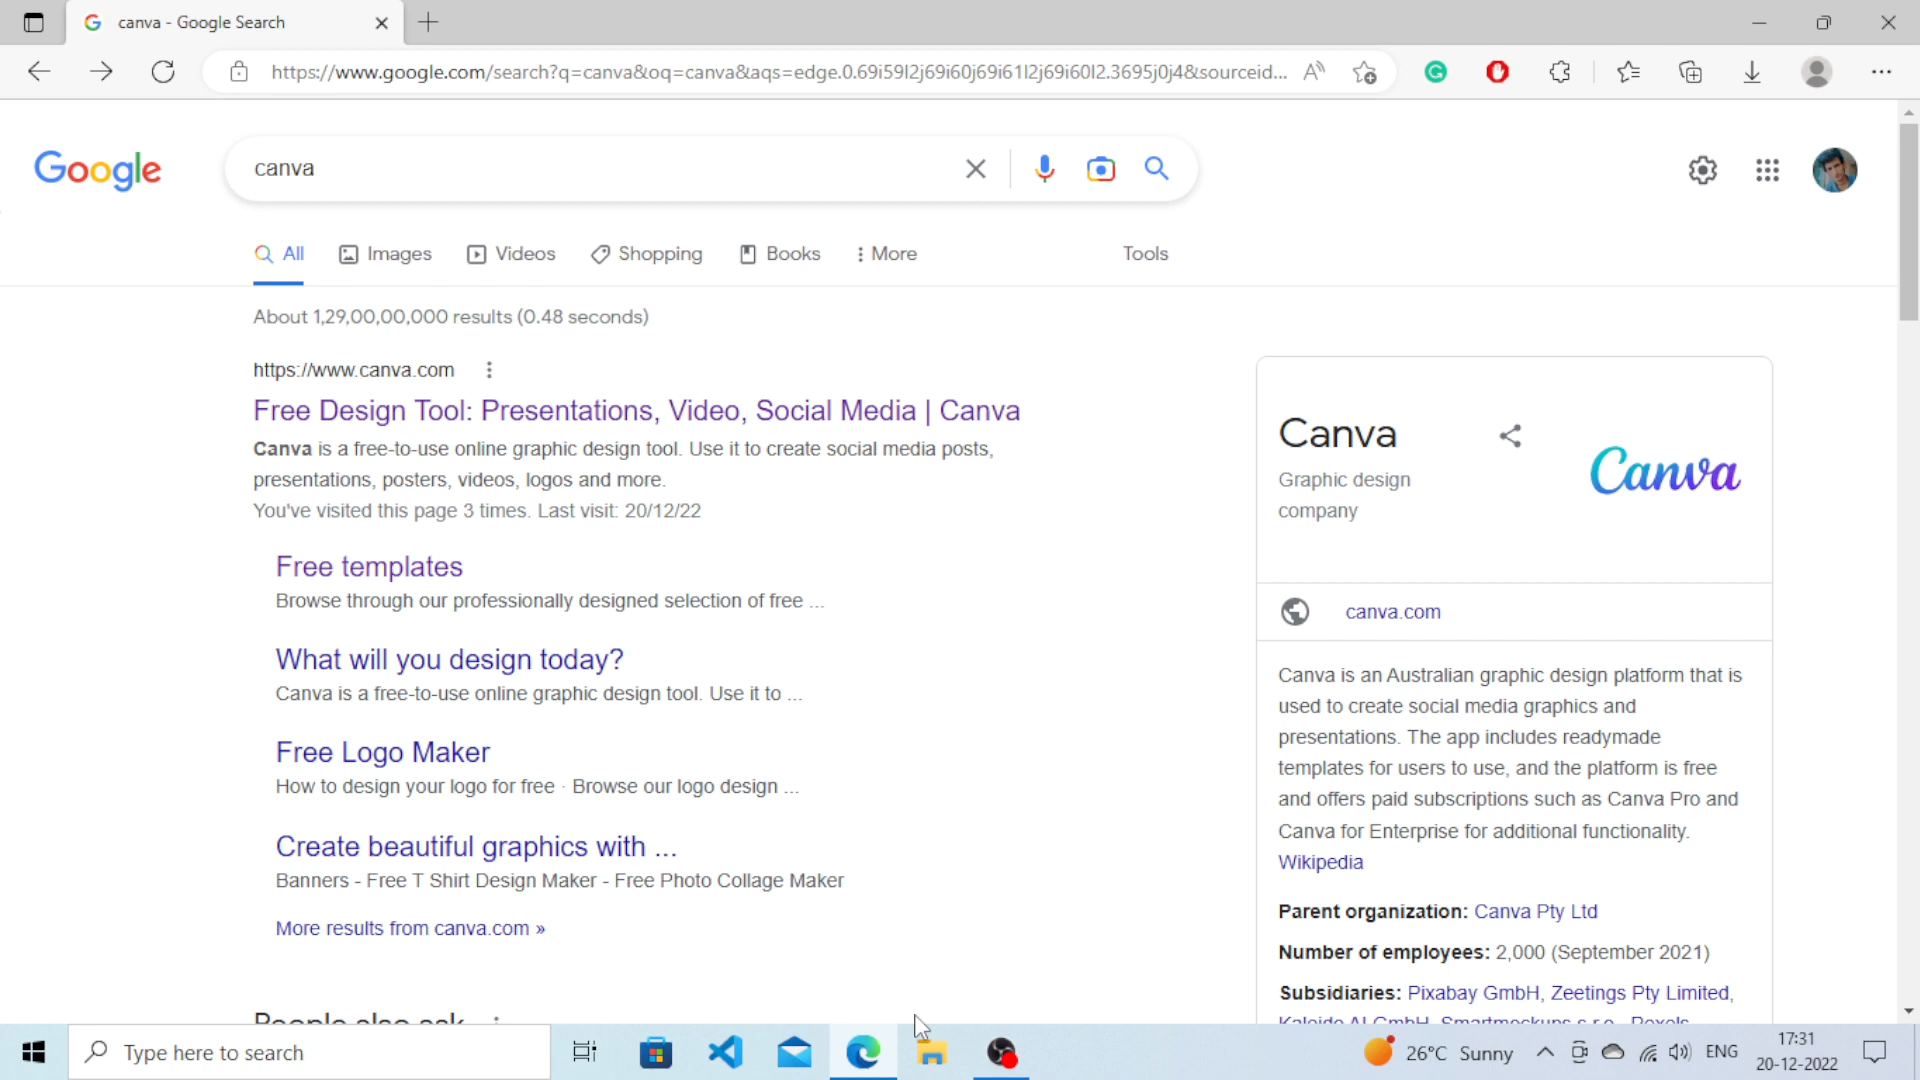 canva - Google Search
https://www.google.com/search?q=canva&oq=canva&aqs=edge.0.69i59l2j69i60j69i61l2j69i60l2.3695j0j4&sourceid...
Google
canva
All Images Videos Shopping Books More Tools
About 1,29,00,00,000 results (0.48 seconds)
https://www.canva.com
Free Design Tool: Presentations, Video, Social Media | Canva
Canva is a free-to-use online graphic design tool. Use it to create social media posts,
presentations, posters, videos, logos and more.
You've visited this page 3 times. Last visit: 20/12/22
Free templates
Browse through our professionally designed selection of free ...
What will you design today?
Canva is a free-to-use online graphic design tool. Use it to ...
Free Logo Maker
How to design your logo for free · Browse our logo design ...
Create beautiful graphics with ...
Banners - Free T Shirt Design Maker - Free Photo Collage Maker
More results from canva.com »
People also ask
Canva
Graphic design
company
Canva
canva.com
Canva is an Australian graphic design platform that is
used to create social media graphics and
presentations. The app includes readymade
templates for users to use, and the platform is free
and offers paid subscriptions such as Canva Pro and
Canva for Enterprise for additional functionality.
Wikipedia
Parent organization: Canva Pty Ltd
Number of employees: 2,000 (September 2021)
Subsidiaries: Pixabay GmbH, Zeetings Pty Limited,
Kaleido AI GmbH, Smartmockups s.r.o., Pexels
Type here to search
26°C Sunny
ENG
17:31
20-12-2022